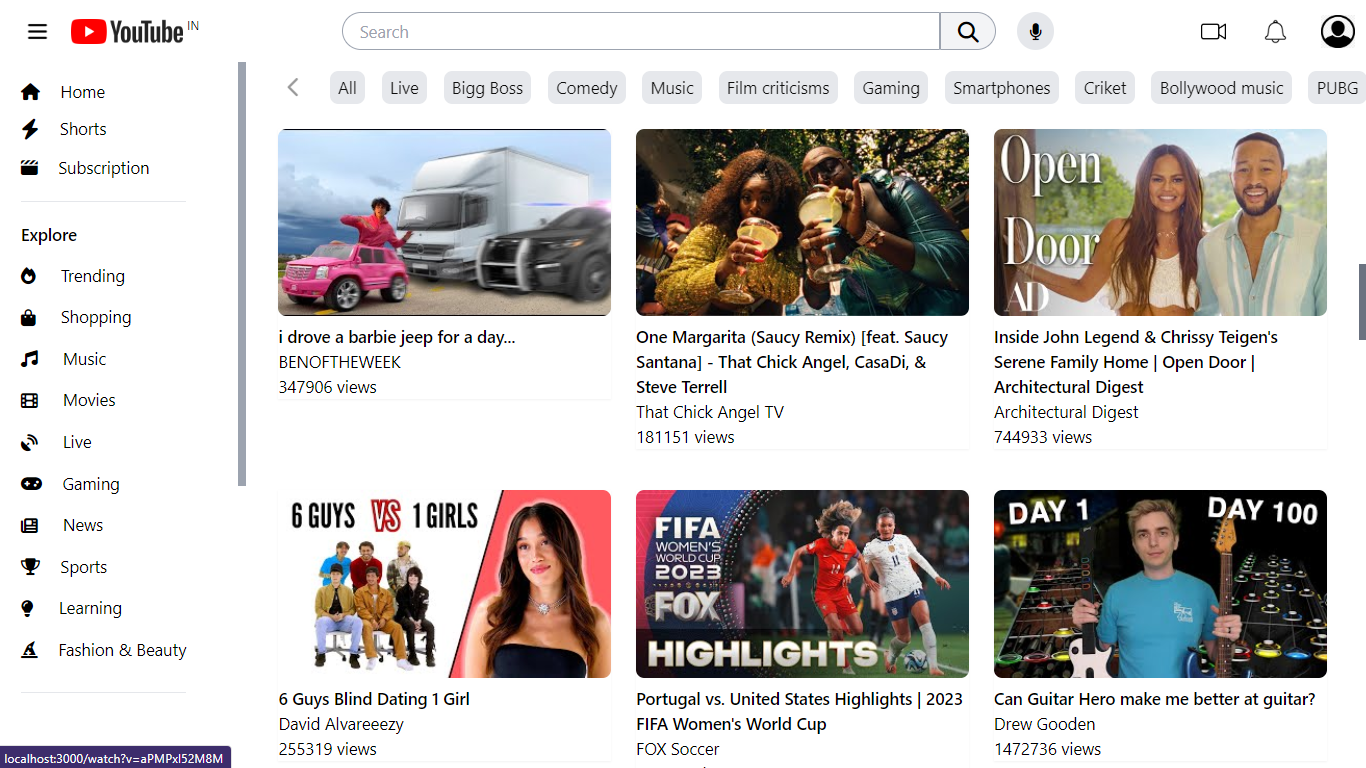 YouTube IN
Search
Home
Shorts
Subscription
Explore
Trending
Shopping
Music
Movies
Live
Gaming
News
Sports
Learning
Fashion & Beauty
localhost:3000/watch?v=aPMPxI52M8M
All Live Bigg Boss Comedy Music Film criticisms Gaming Smartphones Criket Bollywood music PUBG
i drove a barbie jeep for a day...
BENOFTHEWEEK
347906 views
One Margarita (Saucy Remix) [feat. Saucy
Santana] - That Chick Angel, CasaDi, &
Steve Terrell
That Chick Angel TV
181151 views
Open
Door
AD
Inside John Legend & Chrissy Teigen's
Serene Family Home | Open Door |
Architectural Digest
Architectural Digest
744933 views
6 GUYS VS 1 GIRLS
6 Guys Blind Dating 1 Girl
David Alvareeezy
255319 views
FIFA
WOMEN'S
WORLD CUP
2023
FOX
HIGHLIGHTS
Portugal vs. United States Highlights | 2023
FIFA Women's World Cup
FOX Soccer
DAY 1 DAY 100
Can Guitar Hero make me better at guitar?
Drew Gooden
1472736 views